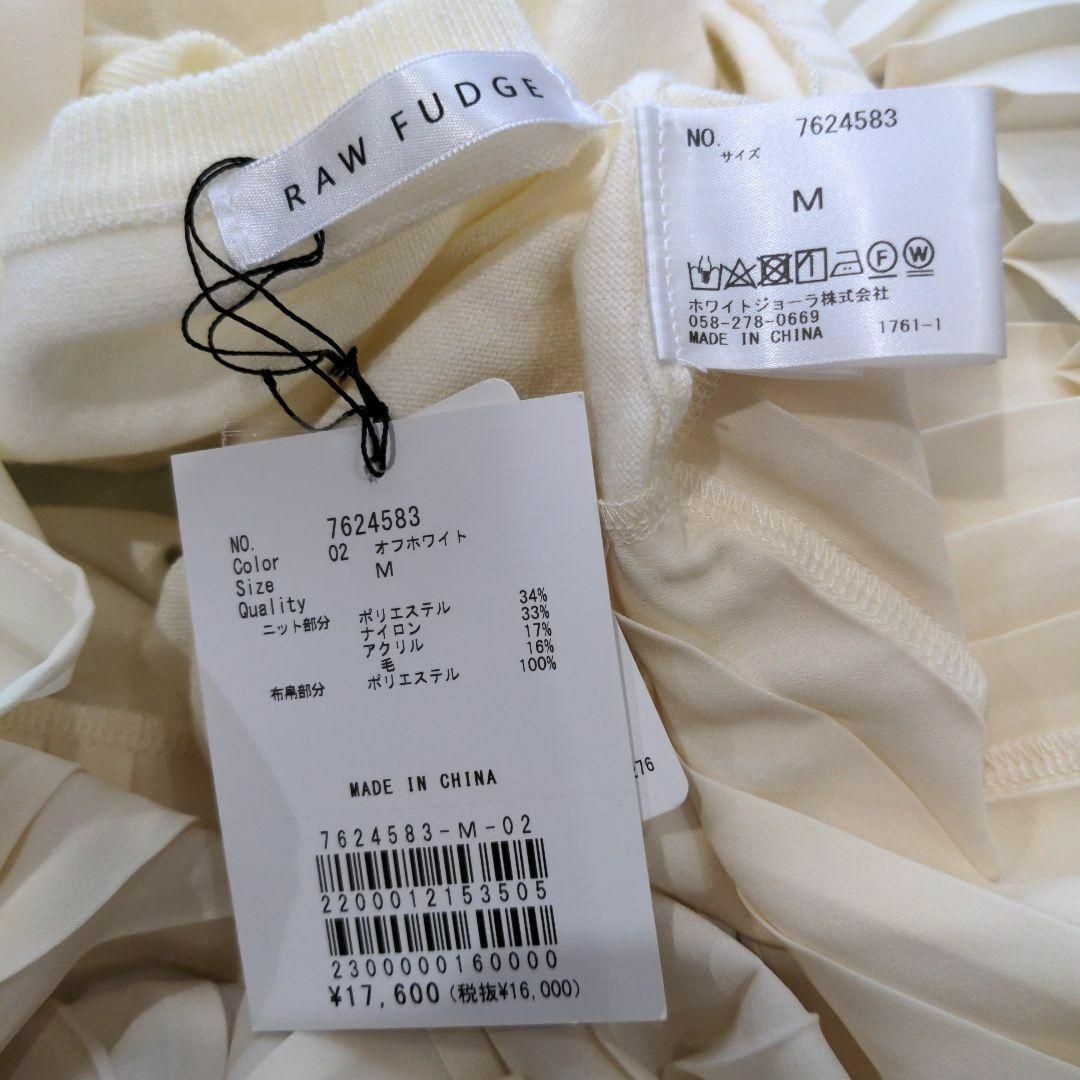 RAW FUDGE
NO. 7624583
サイズ
M
ホワイトジョーラ株式会社
058-278-0669
MADE IN CHINA 1761-1
NO. 7624583
Color 02 オフホワイト
Size M
Quality
ニット部分 ポリエステル 34%
ナイロン 33%
アクリル 17%
毛 16%
布帛部分 ポリエステル 100%
MADE IN CHINA
7624583-M-02
2200012153505
2300000160000
¥17,600 (税抜¥16,000)